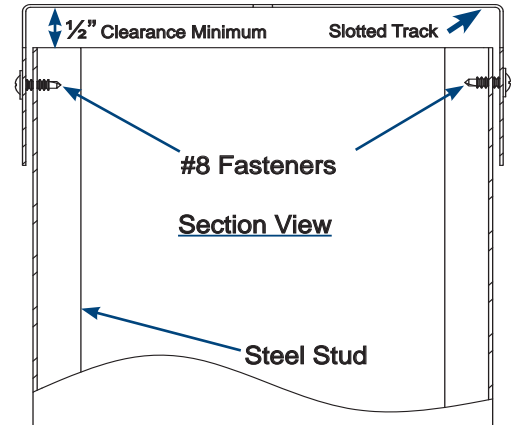 ½” Clearance Minimum
Slotted Track
#8 Fasteners
Section View
Steel Stud